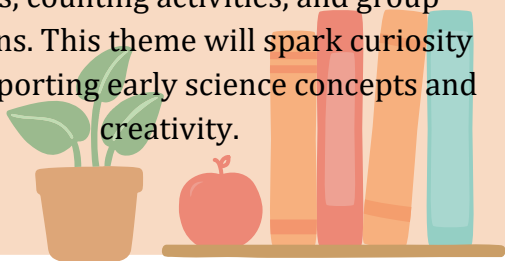 s, counting activities, and group
ns. This theme will spark curiosity
porting early science concepts and
creativity.